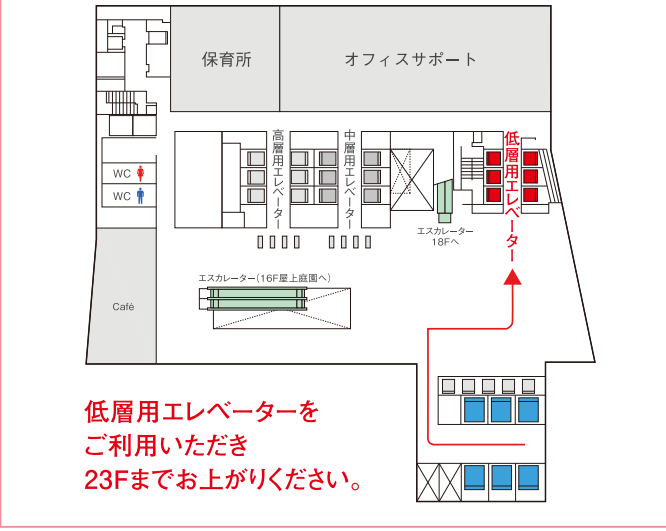 保育所
オフィスサポート
高層用エレベーター
中層用エレベーター
低層用エレベーター
WC
WC
エスカレーター
18Fへ
エスカレーター(16F屋上庭園へ)
Café
低層用エレベーターを
ご利用いただき
23Fまでお上がりください。